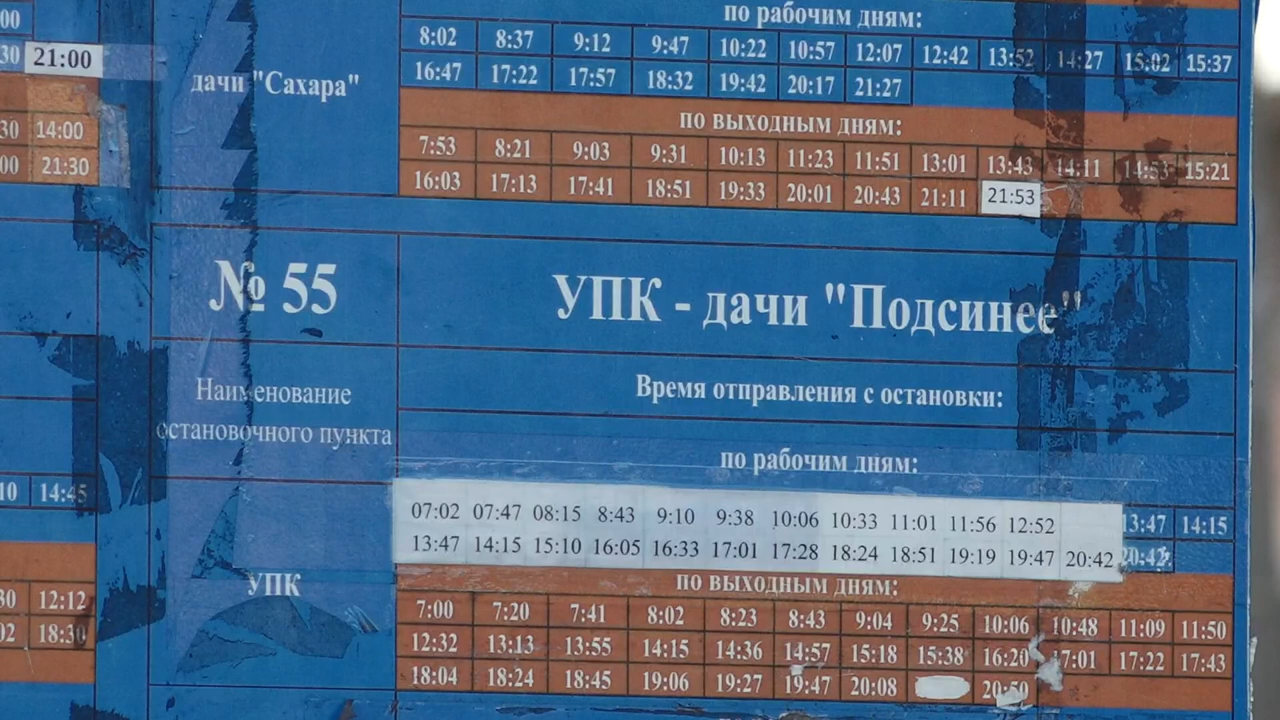 00
30 21:00
30 14:00
00 21:30
10 14:45
30 12:12
02 18:30
по рабочим дням:
дачи "Сахара"
8:02 8:37 9:12 9:47 10:22 10:57 12:07 12:42 13:52 14:27 15:02 15:37
16:47 17:22 17:57 18:32 19:42 20:17 21:27
по выходным дням:
7:53 8:21 9:03 9:31 10:13 11:23 11:51 13:01 13:43 14:11 14:53 15:21
16:03 17:13 17:41 18:51 19:33 20:01 20:43 21:11 21:53
№ 55 УПК - дачи "Подсинее"
Наименование
остановочного пункта
Время отправления с остановки:
по рабочим дням:
07:02 07:47 08:15 8:43 9:10 9:38 10:06 10:33 11:01 11:56 12:52 13:47 14:15
13:47 14:15 15:10 16:05 16:33 17:01 17:28 18:24 18:51 19:19 19:47 20:42 20:42
УПК
по выходным дням:
7:00 7:20 7:41 8:02 8:23 8:43 9:04 9:25 10:06 10:48 11:09 11:50
12:32 13:13 13:55 14:15 14:36 14:57 15:18 15:38 16:20 17:01 17:22 17:43
18:04 18:24 18:45 19:06 19:27 19:47 20:08 20:50